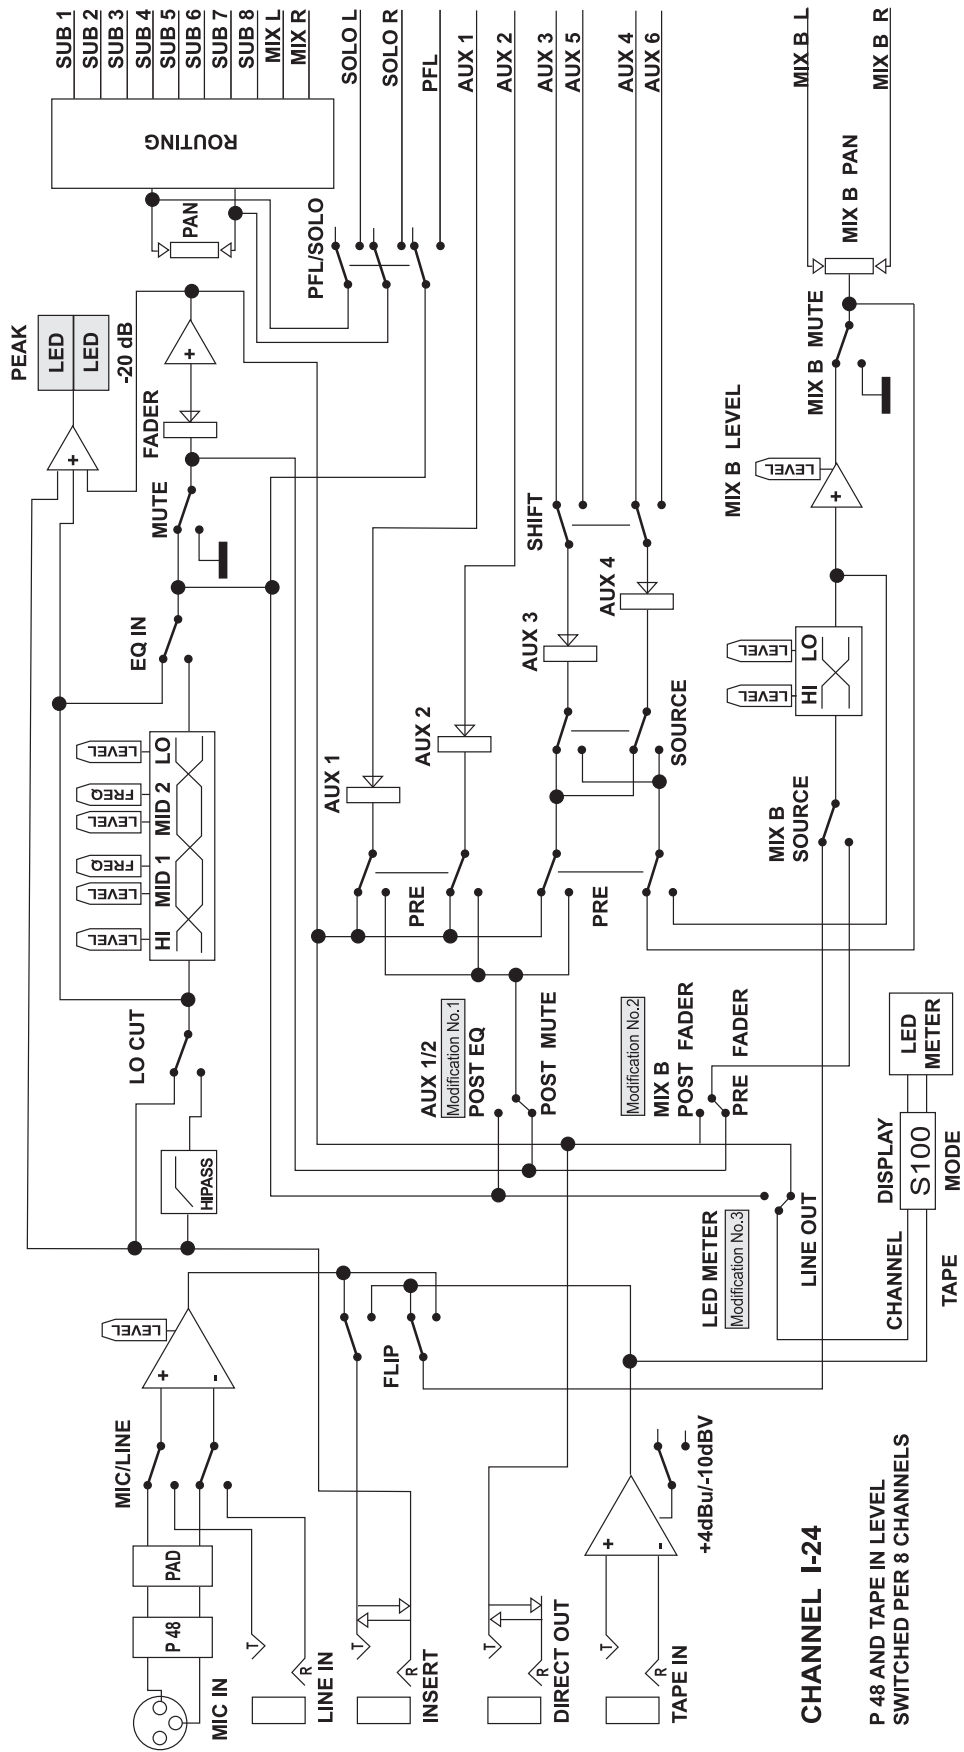 MIC IN
P 48
PAD
MIC/LINE
LINE IN
T
R
LEVEL
+
-
INSERT
T
R
FLIP
DIRECT OUT
T
R
TAPE IN
T
R
+
-
+4dBu/-10dBV
HIPASS
LO CUT
HI
MID 1
MID 2
LO
LEVEL
LEVEL
FREQ
LEVEL
FREQ
LEVEL
EQ IN
MUTE
FADER
+
+
PEAK
LED
LED
-20 dB
PAN
ROUTING
SUB 1
SUB 2
SUB 3
SUB 4
SUB 5
SUB 6
SUB 7
SUB 8
MIX L
MIX R
PFL/SOLO
SOLO L
SOLO R
PFL
AUX 1
AUX 2
AUX 3
AUX 5
AUX 4
AUX 6
AUX 1/2
Modification No.1
POST EQ
POST MUTE
PRE
AUX 1
AUX 2
PRE
SOURCE
AUX 3
AUX 4
SHIFT
Modification No.2
MIX B
POST FADER
PRE FADER
LED METER
Modification No.3
LINE OUT
CHANNEL
TAPE
DISPLAY
S100
MODE
LED
METER
MIX B
SOURCE
HI
LO
LEVEL
LEVEL
MIX B LEVEL
LEVEL
+
MIX B MUTE
MIX B PAN
MIX B L
MIX B R
CHANNEL I-24
P 48 AND TAPE IN LEVEL
SWITCHED PER 8 CHANNELS